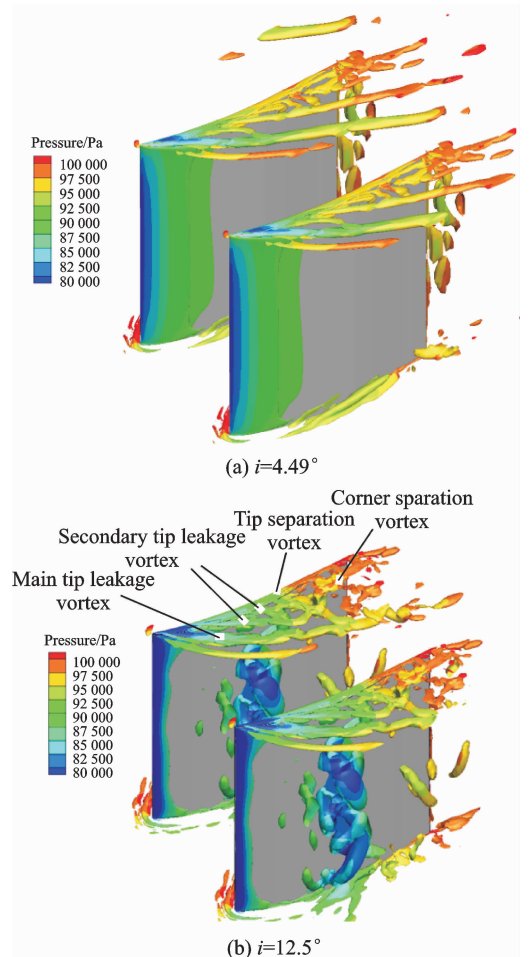 Pressure/Pa
100 000
97 500
95 000
92 500
90 000
87 500
85 000
82 500
80 000
(a) i=4.49°
Corner sparation
vortex
Tip separation
vortex
Secondary tip leakage
vortex
Main tip leakage
vortex
Pressure/Pa
100 000
97 500
95 000
92 500
90 000
87 500
85 000
82 500
80 000
(b) i=12.5°